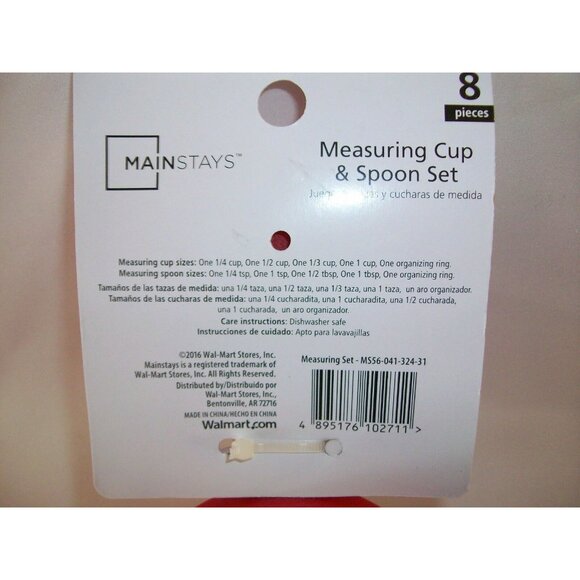 8
pieces
MAINSTAYS™
Measuring Cup
& Spoon Set
y cucharas de medida
Measuring cup sizes: One 1/4 cup, One 1/2 cup, One 1/3 cup, One 1 cup, One organizing ring.
Measuring spoon sizes: One 1/4 tsp, One 1 tsp, One 1/2 tbsp, One 1 tbsp, One organizing ring.
Tamaños de las tazas de medida: una 1/4 taza, una 1/2 taza, una 1/3 taza, una 1 taza, un aro organizador.
Tamaños de las cucharas de medida: una 1/4 cucharadita, una 1 cucharadita, una 1/2 cucharada,
una 1 cucharada, un aro organizador.
Care instructions: Dishwasher safe
Instrucciones de cuidado: Apto para lavavajillas
©2016 Wal-Mart Stores, Inc.
Mainstays is a registered trademark of
Wal-Mart Stores, Inc. All Rights Reserved.
Distributed by/Distribuido por
Wal-Mart Stores, Inc.,
Bentonville, AR 72716
MADE IN CHINA/HECHO EN CHINA
Walmart.com
Measuring Set - MS56-041-324-31
4 895176 102711 >